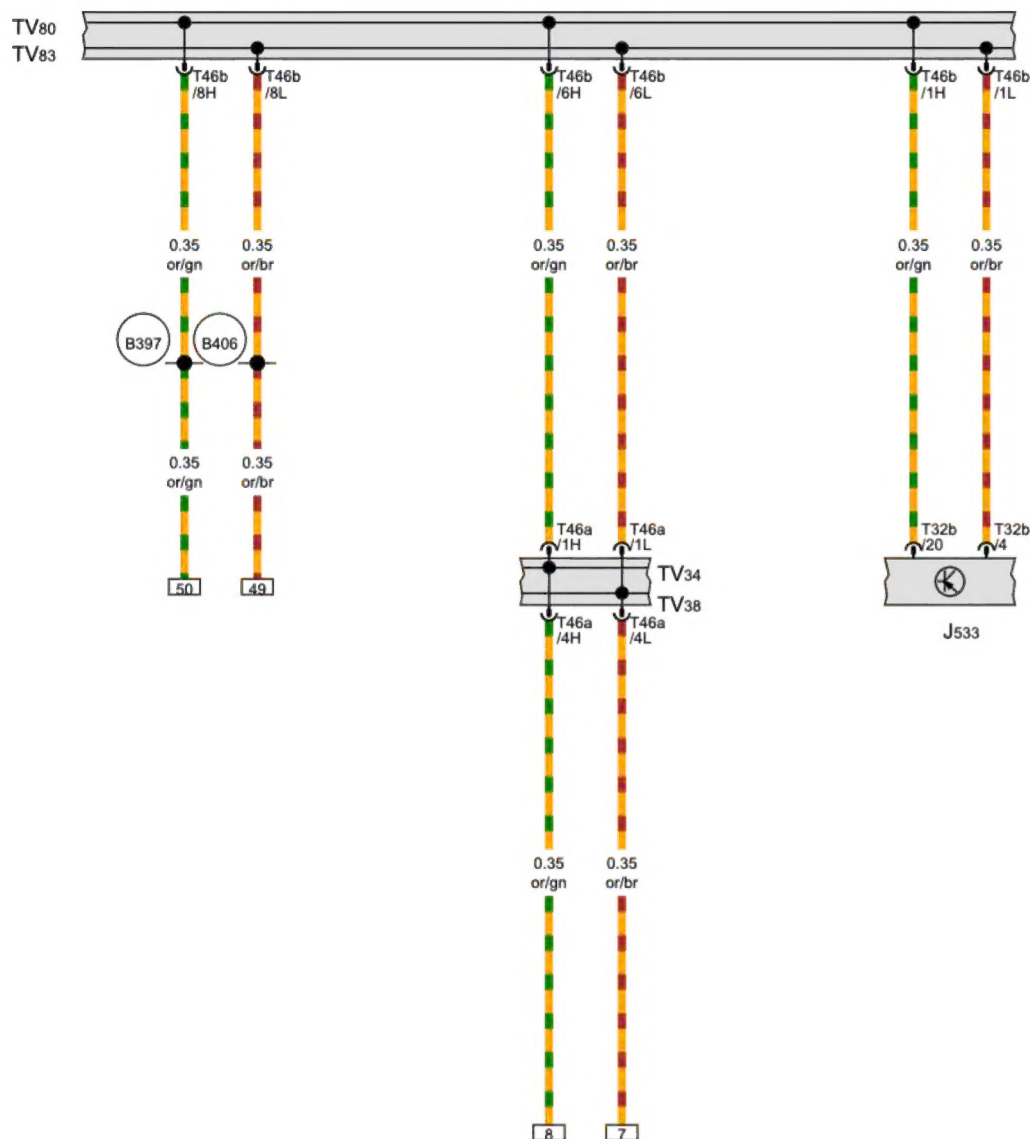 TV80
TV83
T46b
/8H
T46b
/8L
T46b
/6H
T46b
/6L
T46b
/1H
T46b
/1L
0.35
or/gn
0.35
or/br
0.35
or/gn
0.35
or/br
0.35
or/gn
0.35
or/br
B397
B406
0.35
or/gn
0.35
or/br
50
49
T46a
/1H
T46a
/1L
TV34
TV38
T46a
/4H
T46a
/4L
T32b
/20
T32b
/4
J533
0.35
or/gn
0.35
or/br
8
7